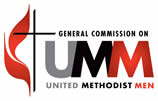 GENERAL COMMISSION ON
UMM
UNITED METHODIST MEN